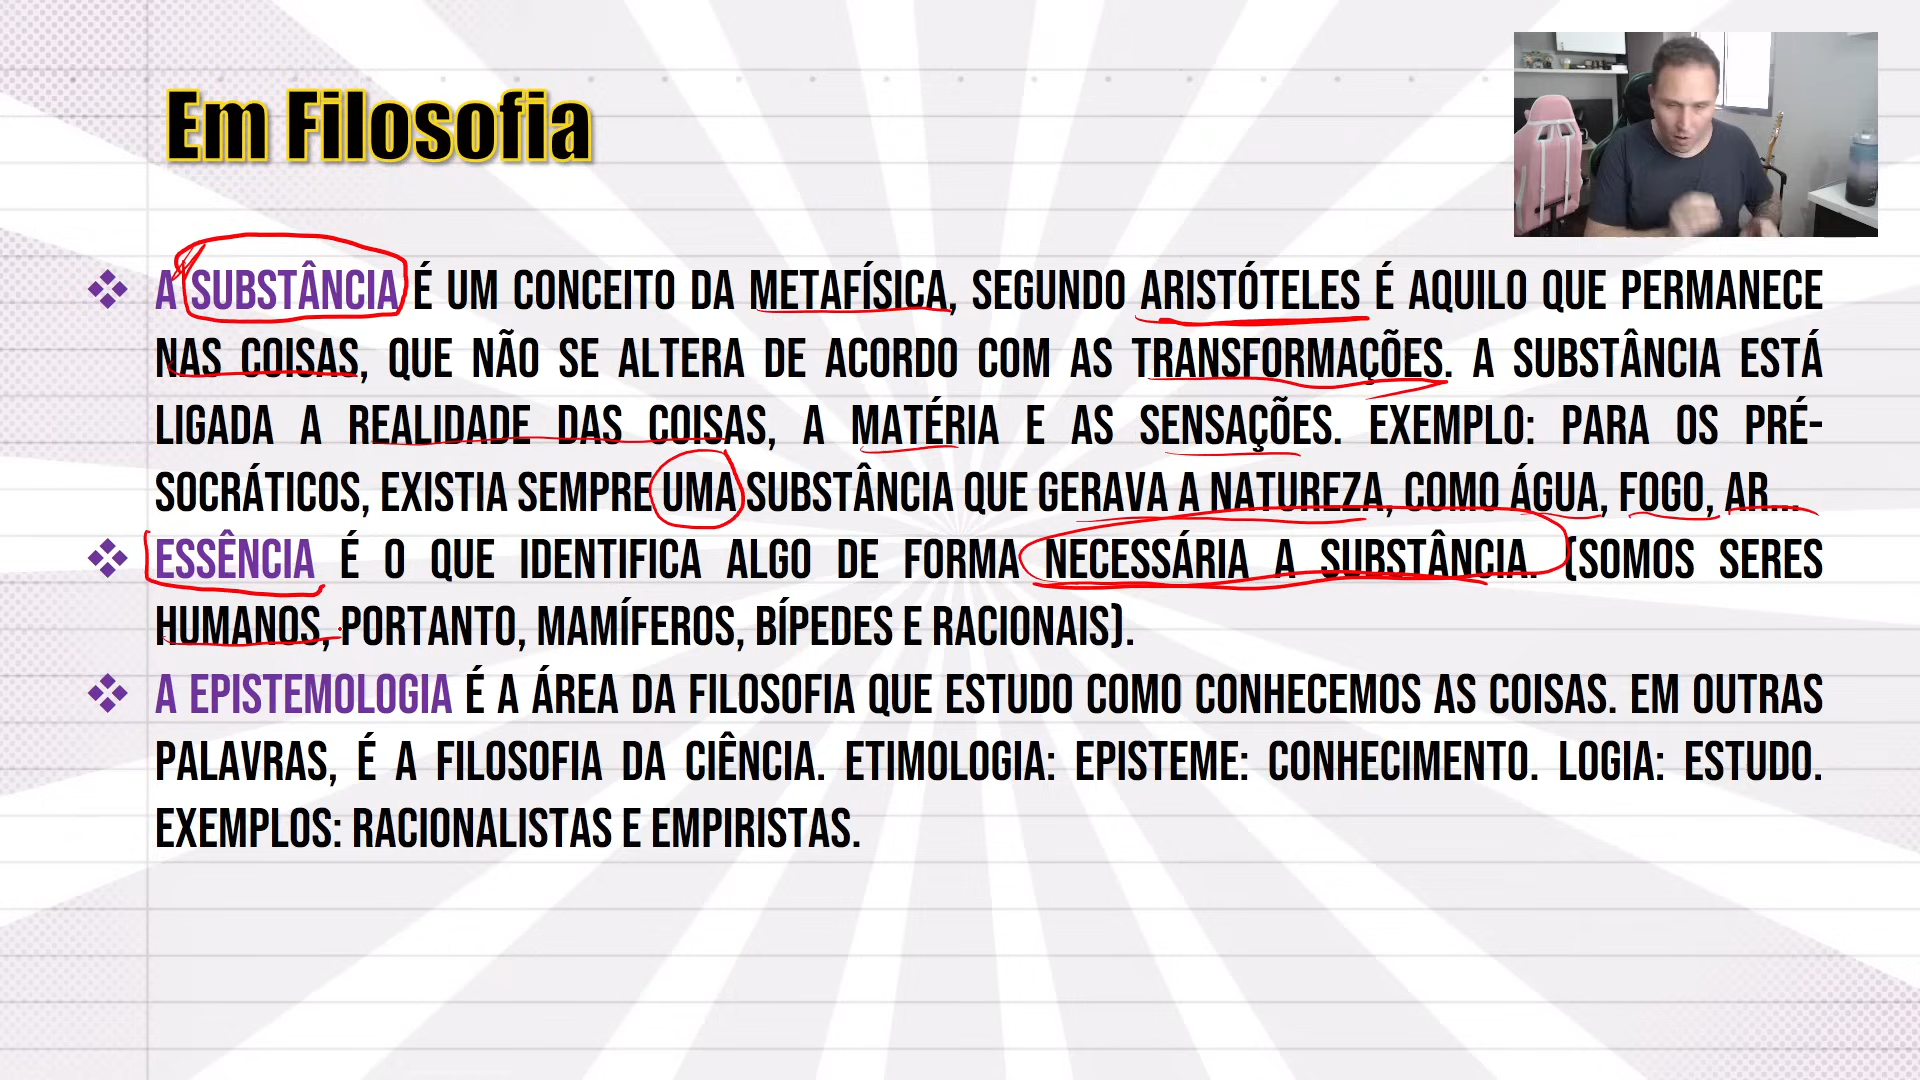 Em Filosofia
A SUBSTÂNCIA É UM CONCEITO DA METAFÍSICA, SEGUNDO ARISTÓTELES É AQUILO QUE PERMANECE
NAS COISAS, QUE NÃO SE ALTERA DE ACORDO COM AS TRANSFORMAÇÕES. A SUBSTÂNCIA ESTÁ
LIGADA A REALIDADE DAS COISAS, A MATÉRIA E AS SENSAÇÕES. EXEMPLO: PARA OS PRÉ-
SOCRÁTICOS, EXISTIA SEMPRE UMA SUBSTÂNCIA QUE GERAVA A NATUREZA, COMO ÁGUA, FOGO, AR...
ESSÊNCIA É O QUE IDENTIFICA ALGO DE FORMA NECESSÁRIA A SUBSTÂNCIA. (SOMOS SERES
HUMANOS, PORTANTO, MAMÍFEROS, BÍPEDES E RACIONAIS).
A EPISTEMOLOGIA É A ÁREA DA FILOSOFIA QUE ESTUDO COMO CONHECEMOS AS COISAS. EM OUTRAS
PALAVRAS, É A FILOSOFIA DA CIÊNCIA. ETIMOLOGIA: EPISTEME: CONHECIMENTO. LOGIA: ESTUDO.
EXEMPLOS: RACIONALISTAS E EMPIRISTAS.